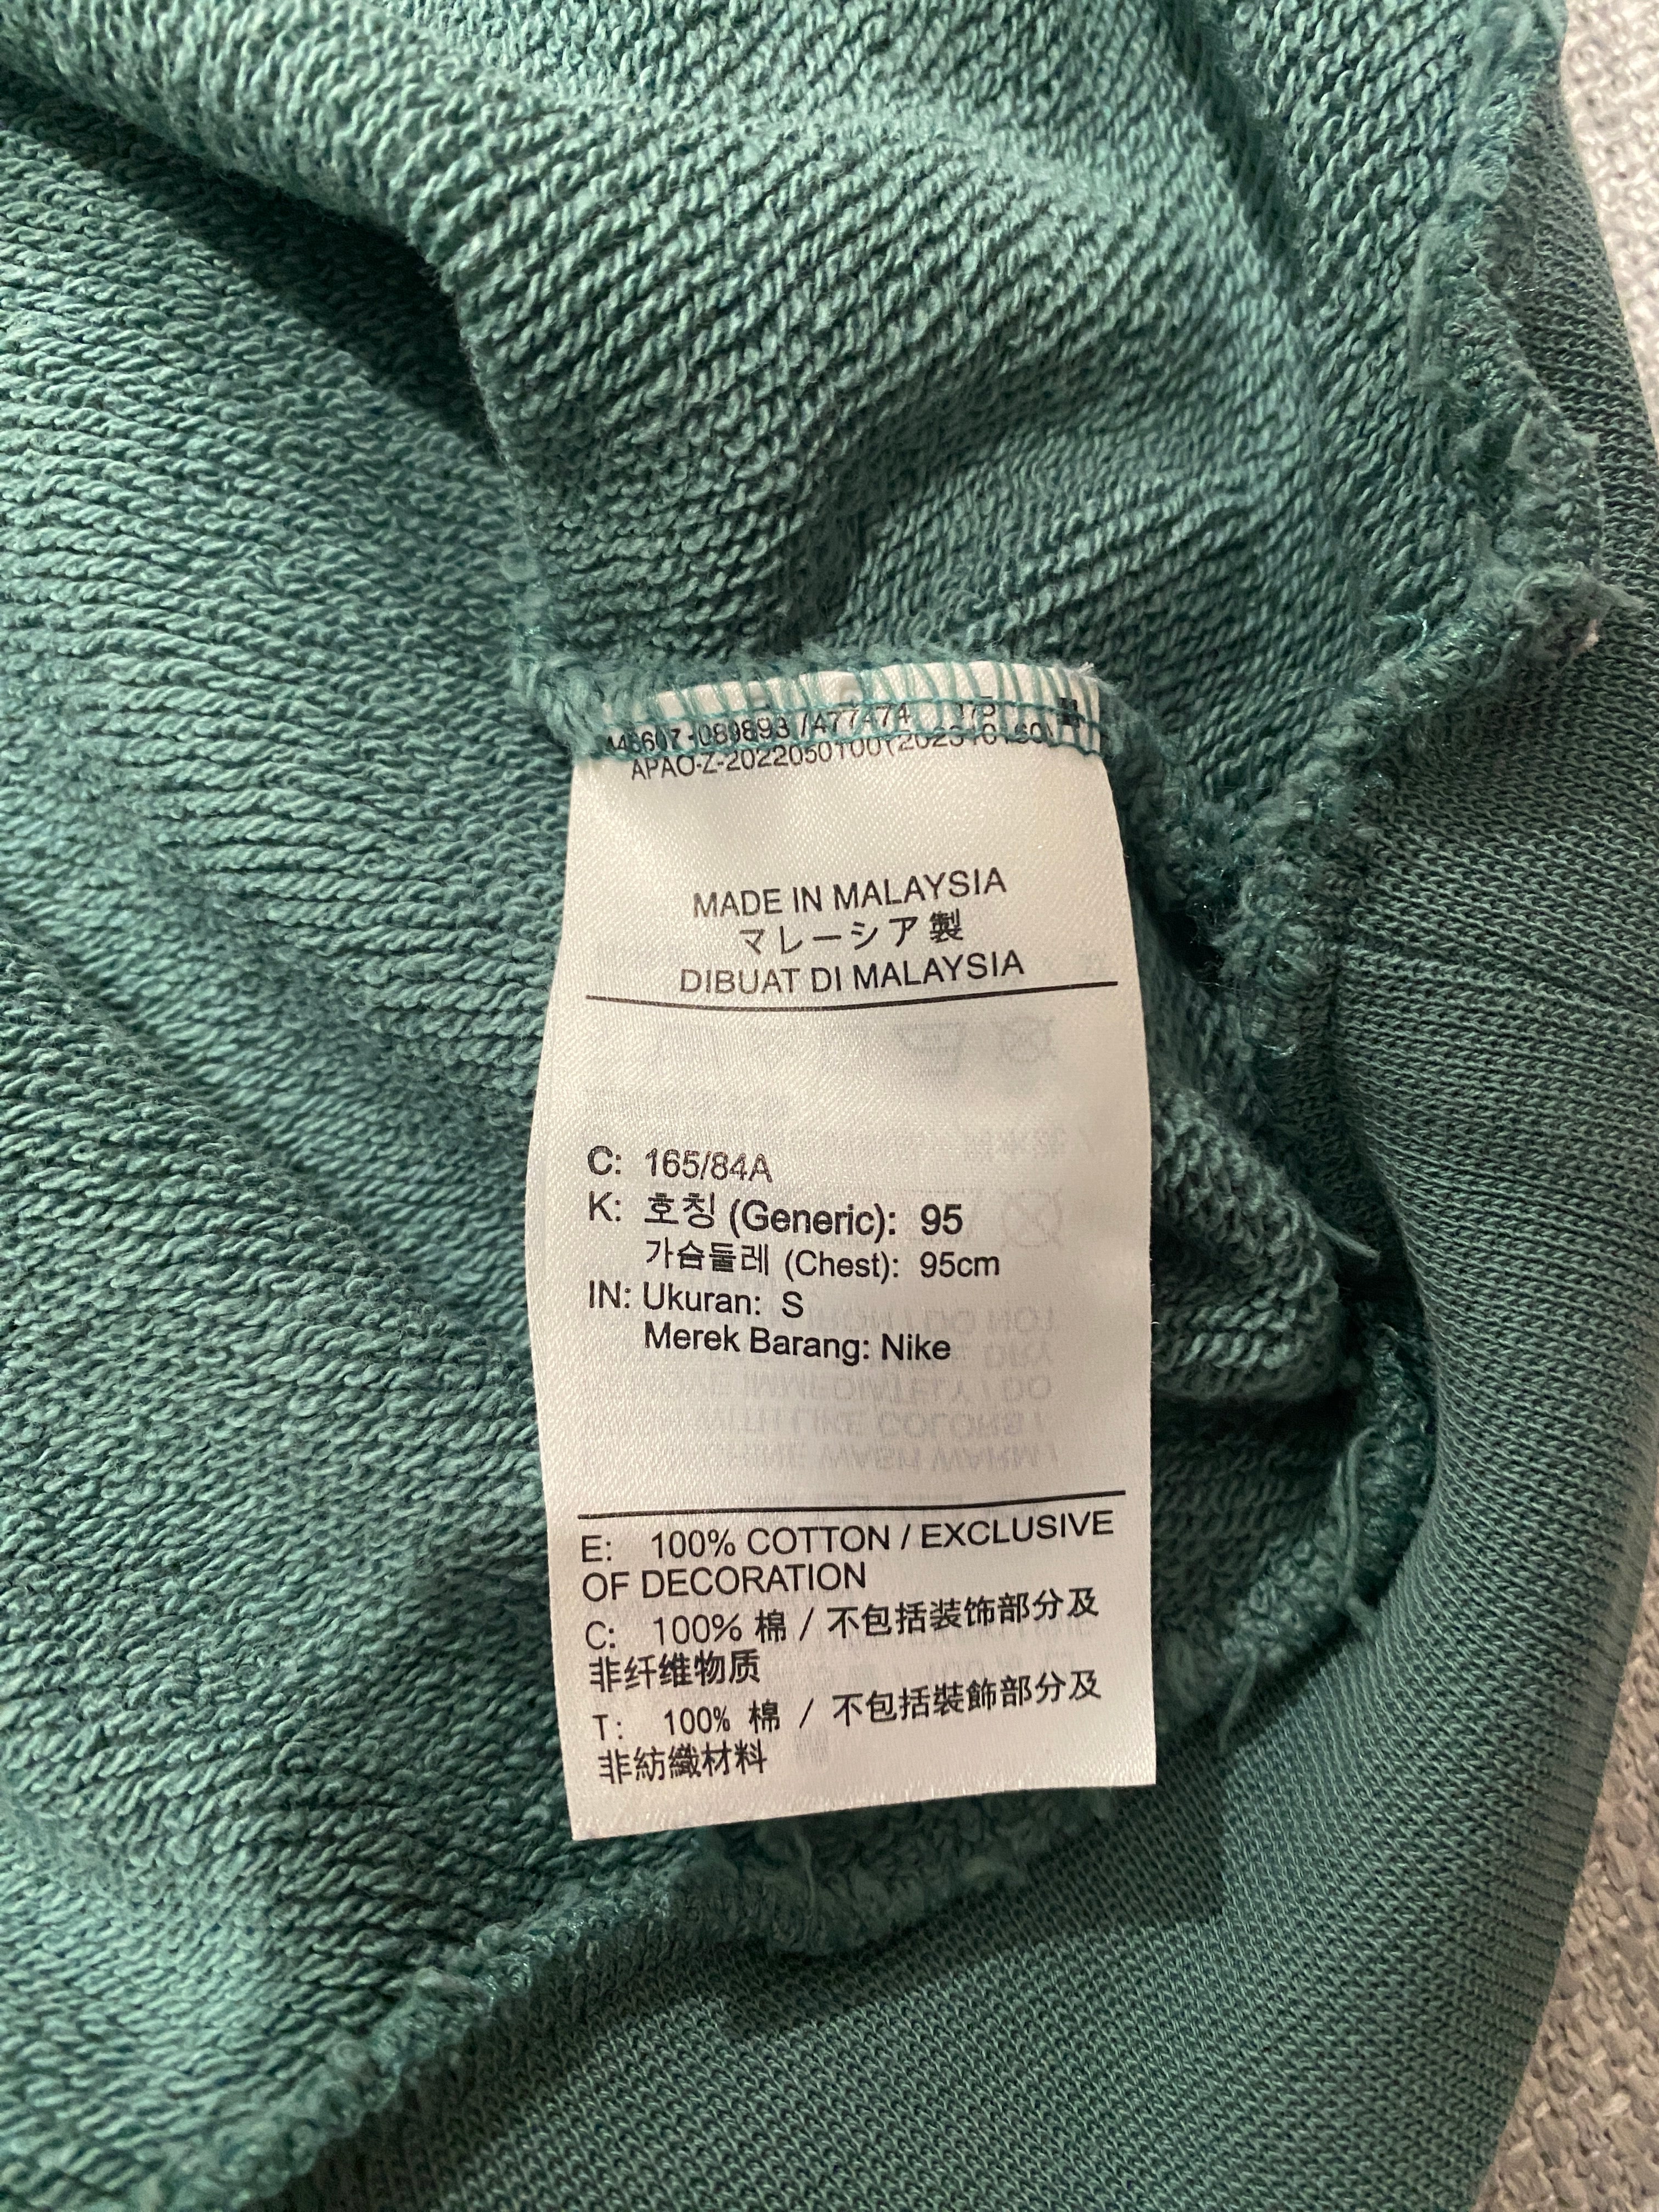 APAO-Z-2022050100
MADE IN MALAYSIA
マレーシア製
DIBUAT DI MALAYSIA
C: 165/84A
K: 호칭 (Generic): 95
가슴둘레 (Chest): 95cm
IN: Ukuran: S
Merek Barang: Nike
E: 100% COTTON / EXCLUSIVE
OF DECORATION
C: 100% 棉 / 不包括装饰部分及
非纤维物质
T: 100% 棉 / 不包括裝飾部分及
非紡織材料